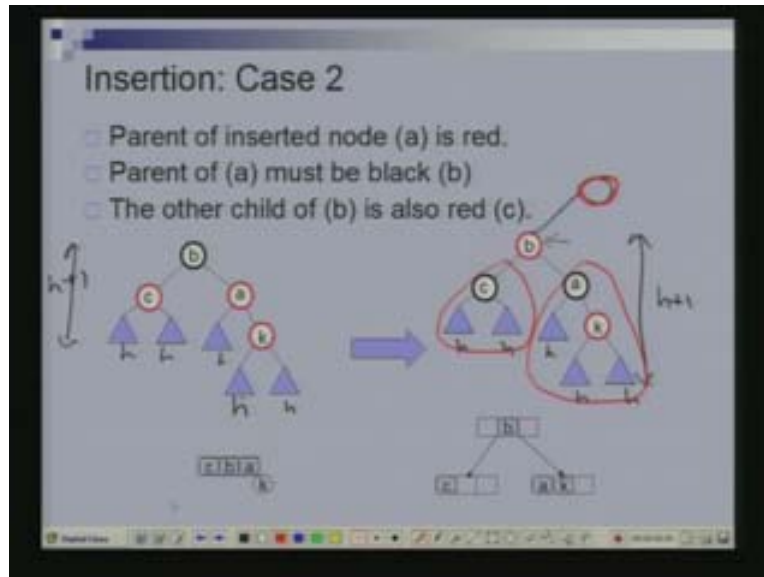 Insertion: Case 2
Parent of inserted node (a) is red.
Parent of (a) must be black (b)
The other child of (b) is also red (c).
b
b
c
a
c
a
h+1
h+1
k
k
h
h
h
h
h
h
h
h
h
h
b
c b a
k
c
a k